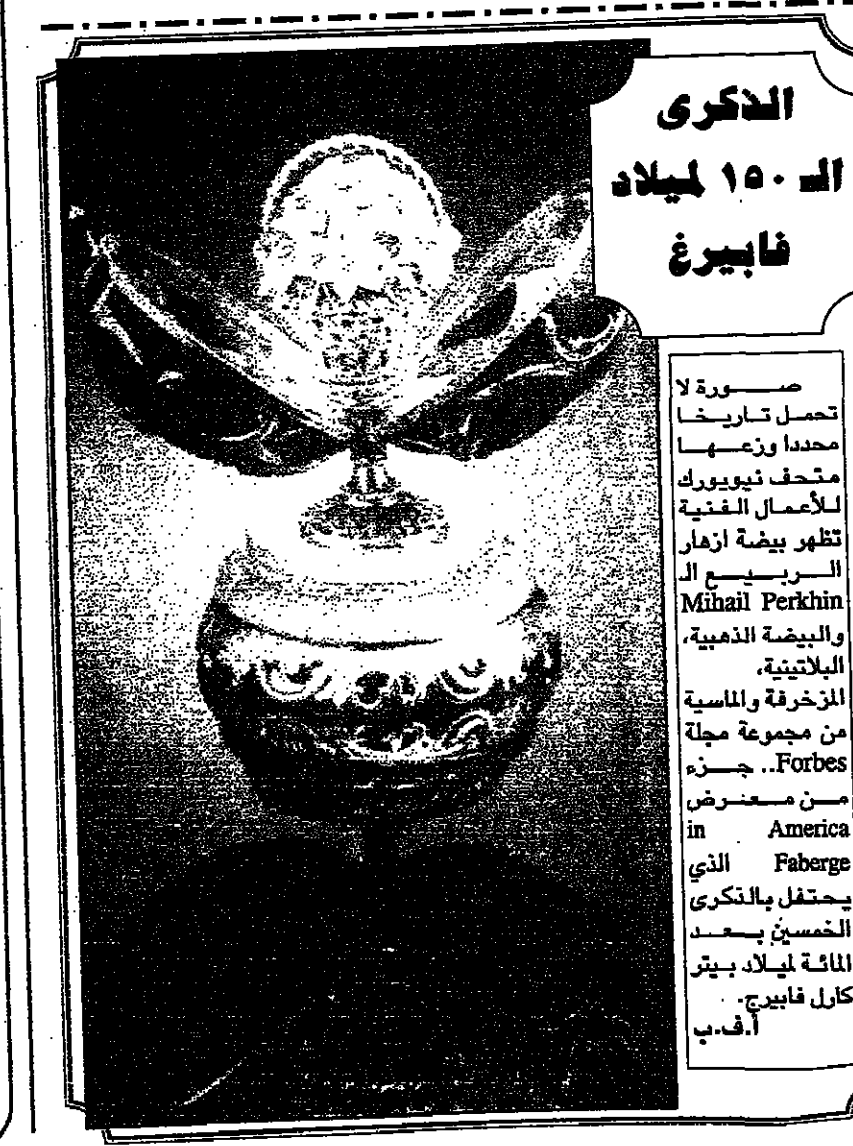 الذكرى
الـ ١٥٠ لميلاد
فابيرغ
صورة لا
تحمل تاريخا
محددا وزعها
متحف نيويورك
للأعمال الفنية
تظهر بيضة ازهار
الربيع الـ
Mihail Perkhin
والبيضة الذهبية،
البلاتينية،
المزخرفة والماسية
من مجموعة مجلة
Forbes.. جزء
من معنرض
in America
Faberge الذي
يحتفل بالذكرى
الخمسين بعد
المائة لميلاد بيتر
كارل فابيرج.
أ.ف.ب